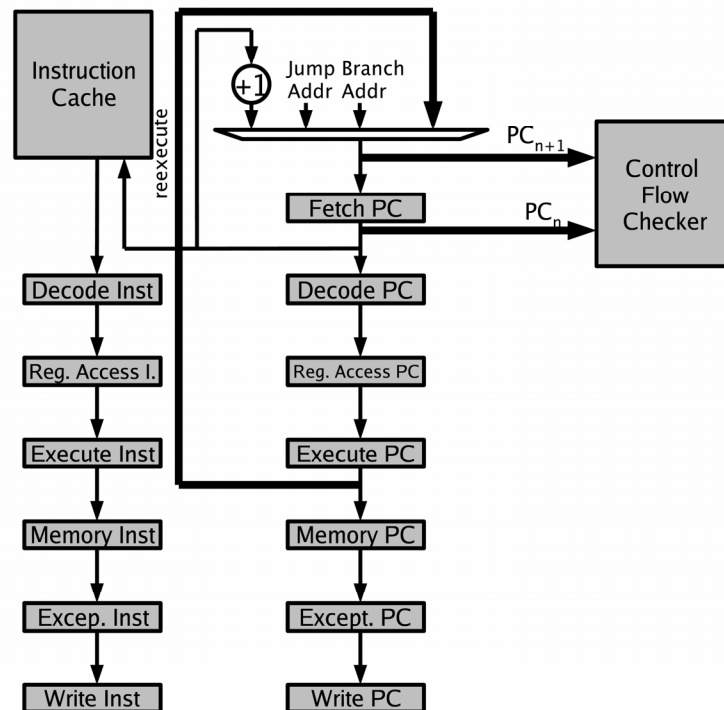 Instruction
Cache
reexecute
+1
Jump Branch
Addr Addr
PCn+1
PCn
Control
Flow
Checker
Fetch PC
Decode Inst
Decode PC
Reg. Access I.
Reg. Access PC
Execute Inst
Execute PC
Memory Inst
Memory PC
Excep. Inst
Except. PC
Write Inst
Write PC